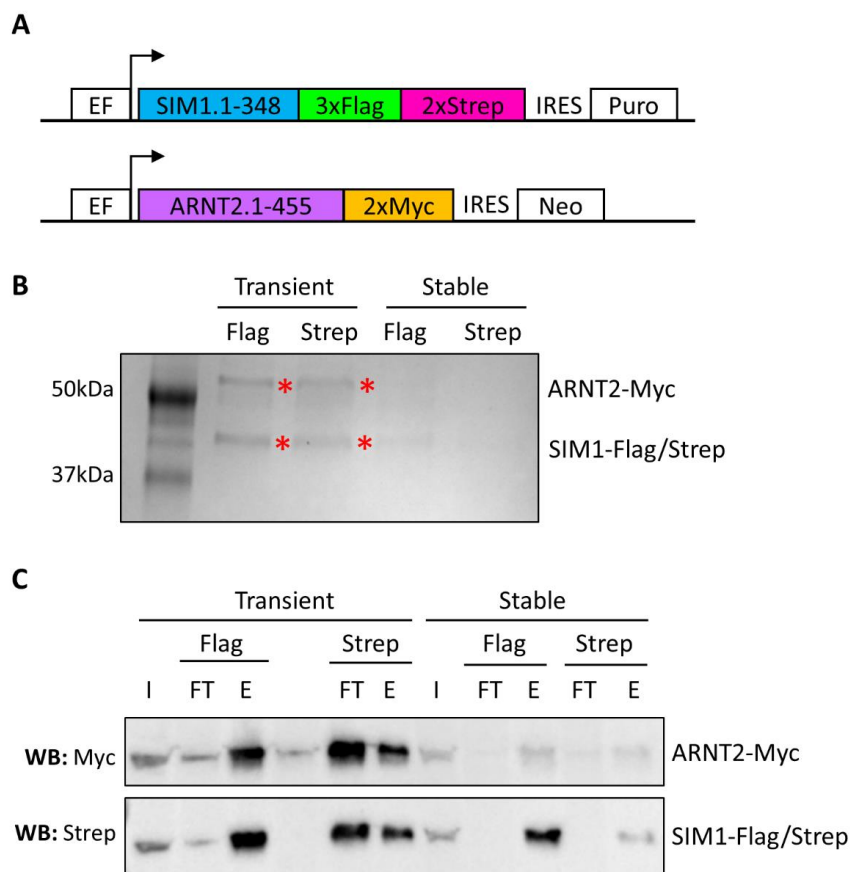 A
EF SIM1.1-348 3xFlag 2xStrep IRES Puro
EF ARNT2.1-455 2xMyc IRES Neo
B
Transient Stable
Flag Strep Flag Strep
50kDa * * ARNT2-Myc
* * SIM1-Flag/Strep
37kDa
C
Transient Stable
Flag Strep Flag Strep
I FT E FT E I FT E FT E
WB: Myc ARNT2-Myc
WB: Strep SIM1-Flag/Strep